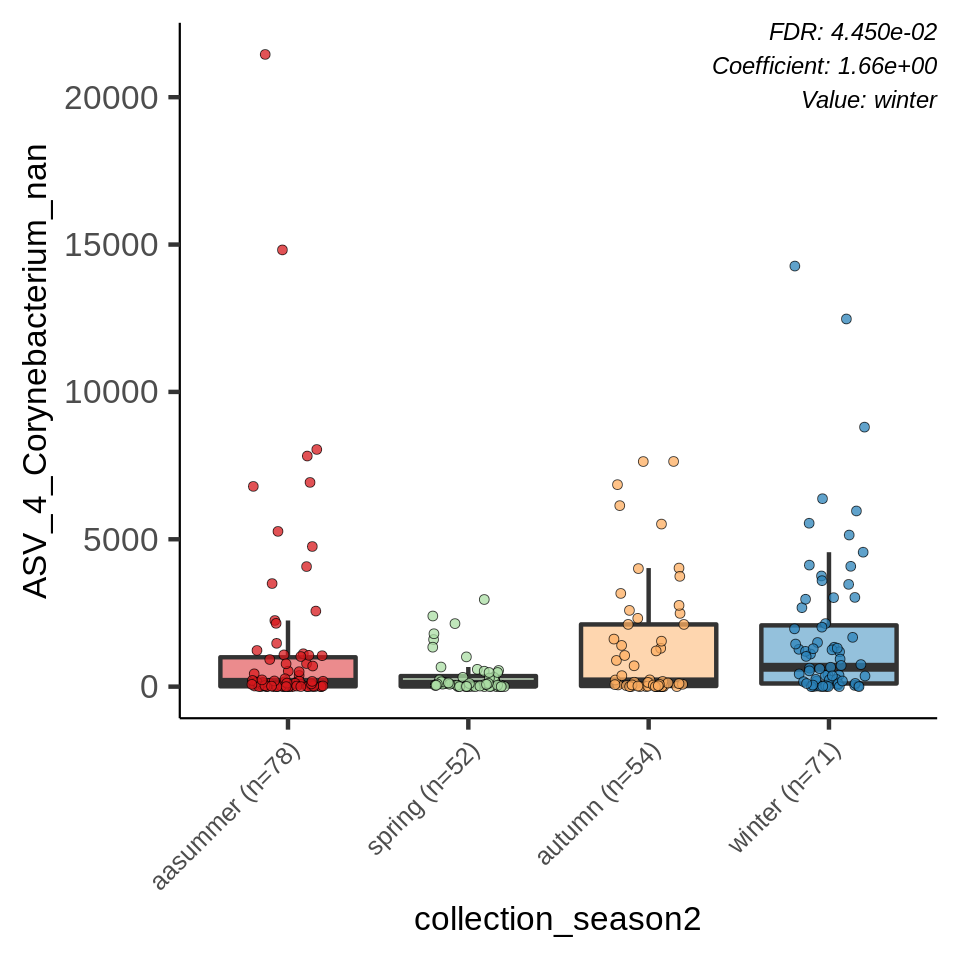 FDR: 4.450e-02
Coefficient: 1.66e+00
Value: winter
20000
15000
10000
5000
0
ASV_4_Corynebacterium_nan
aasummer (n=78)
spring (n=52)
autumn (n=54)
winter (n=71)
collection_season2